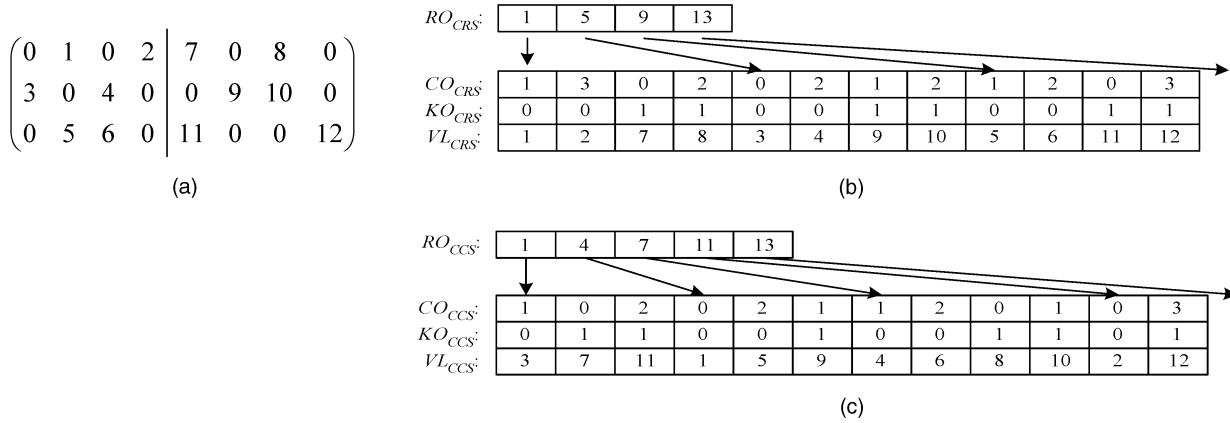 0 1 0 2 7 0 8 0
3 0 4 0 0 9 10 0
0 5 6 0 11 0 0 12
(a)
RO_CRS: 1 5 9 13
CO_CRS: 1 3 0 2 0 2 1 2 1 2 0 3
KO_CRS: 0 0 1 1 0 0 1 1 0 0 1 1
VL_CRS: 1 2 7 8 3 4 9 10 5 6 11 12
(b)
RO_CCS: 1 4 7 11 13
CO_CCS: 1 0 2 0 2 1 1 2 0 1 0 3
KO_CCS: 0 1 1 0 0 1 0 0 1 1 0 1
VL_CCS: 3 7 11 1 5 9 4 6 8 10 2 12
(c)